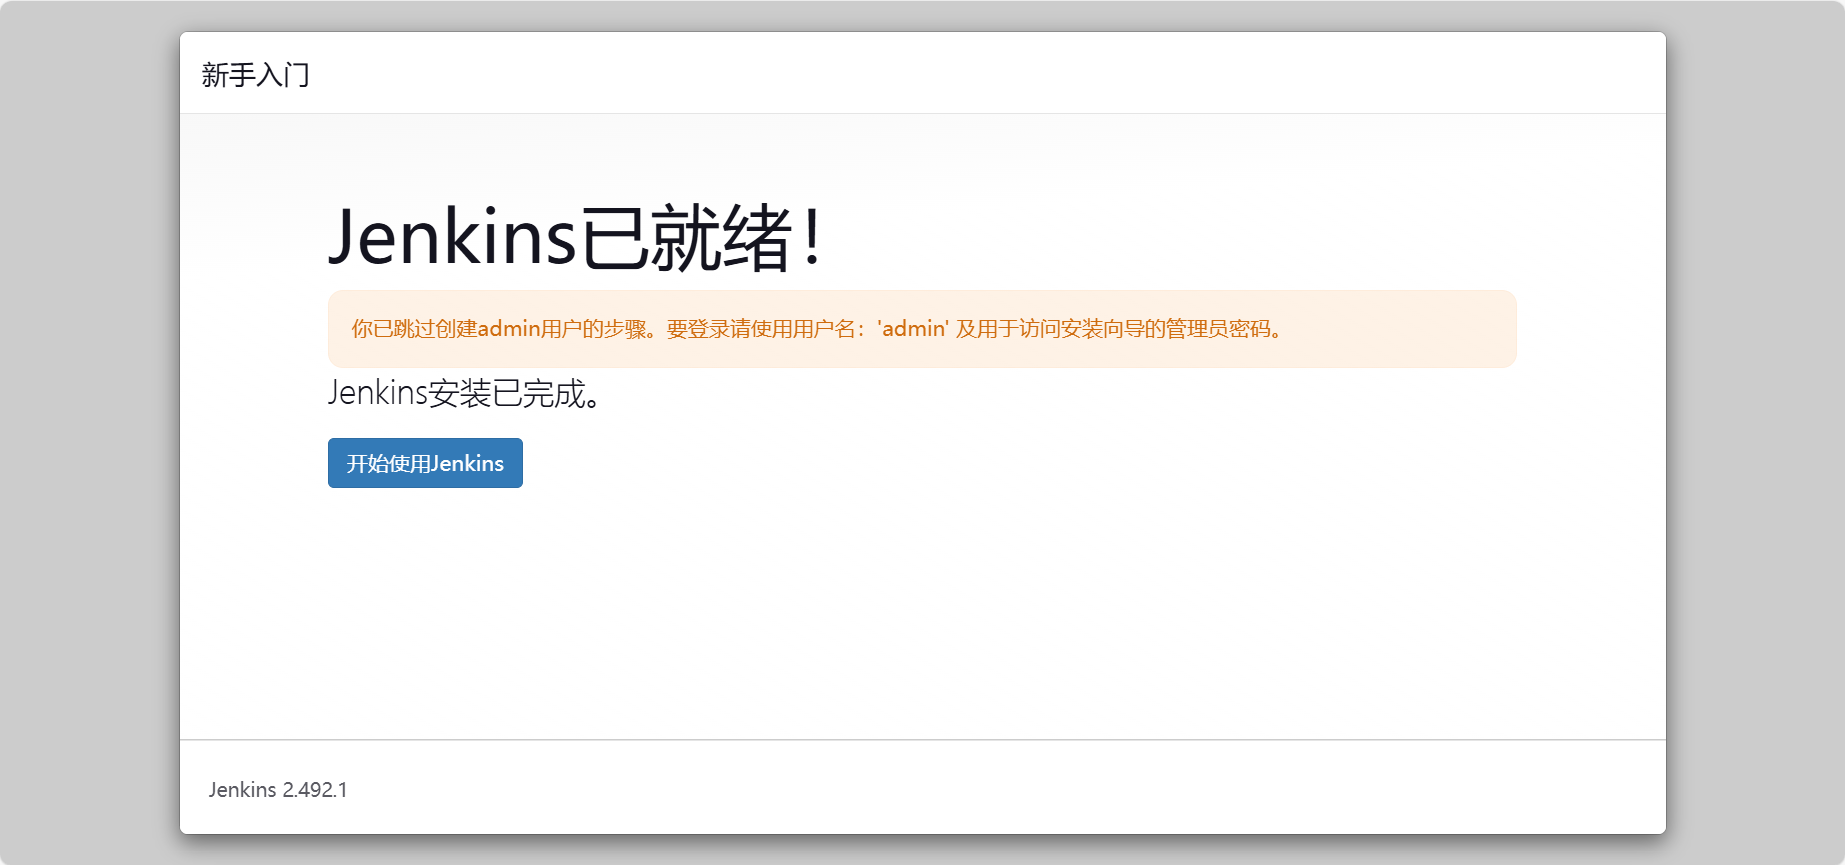 新手入门
Jenkins已就绪！
你已跳过创建admin用户的步骤。要登录请使用用户名：'admin' 及用于访问安装向导的管理员密码。
Jenkins安装已完成。
开始使用Jenkins
Jenkins 2.492.1